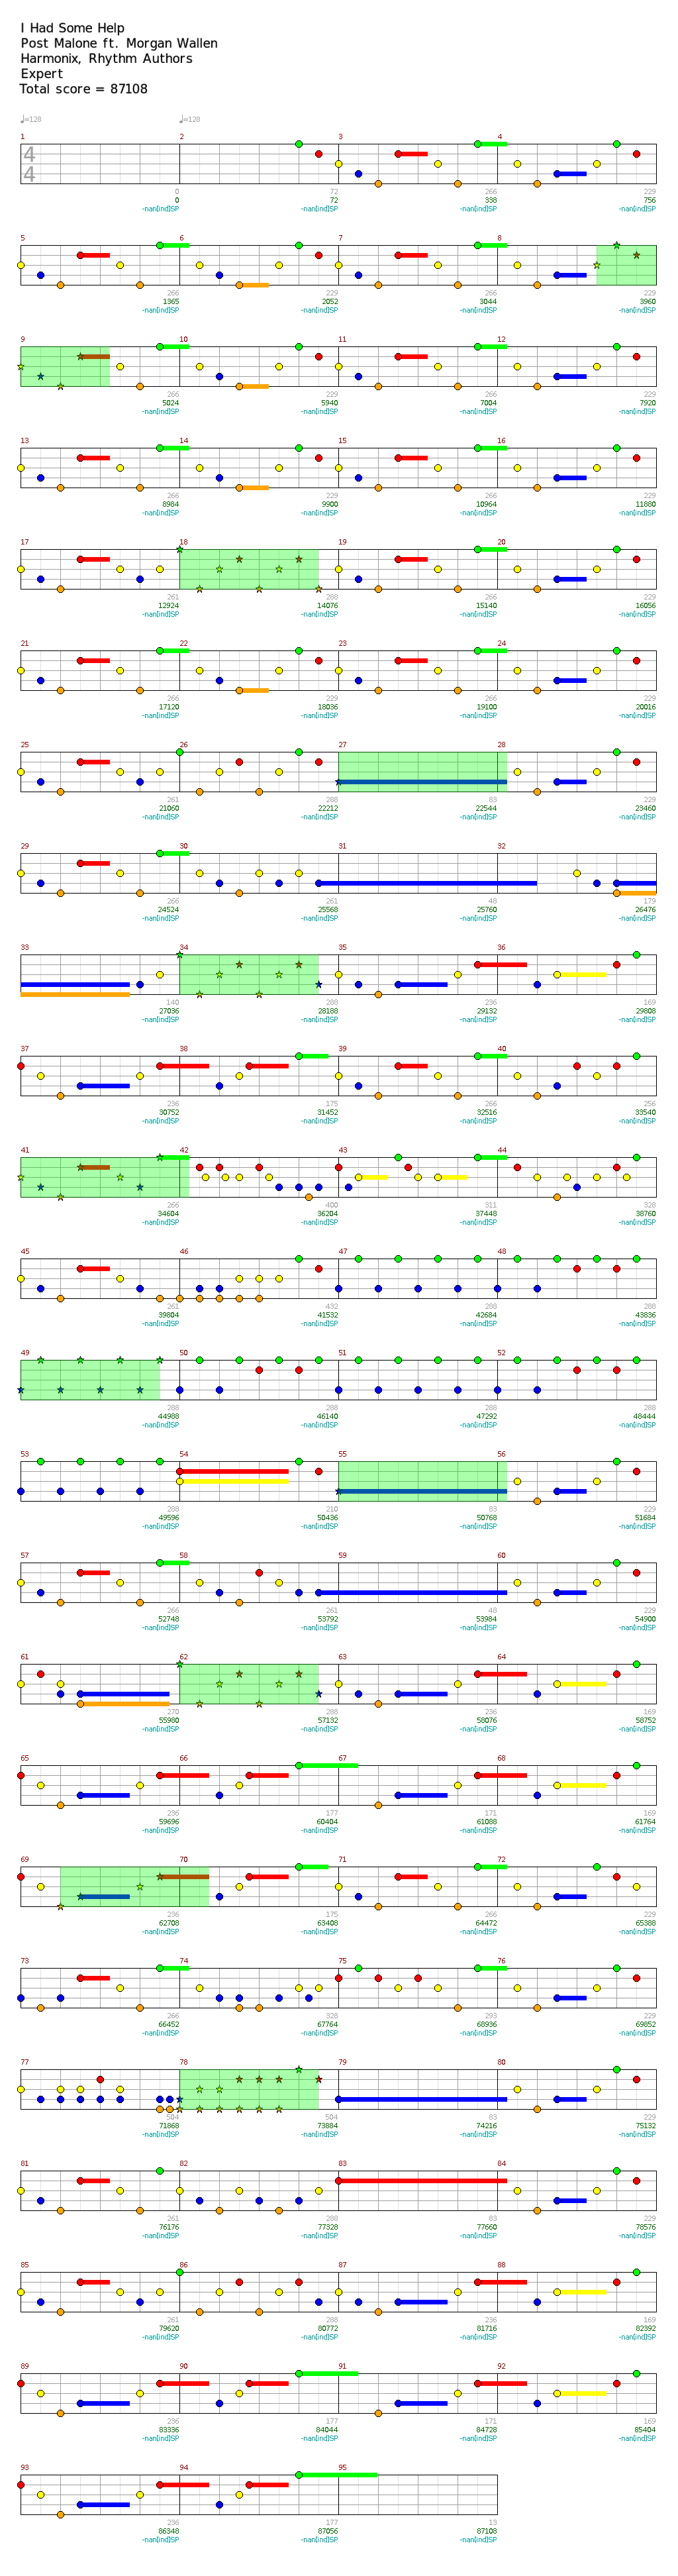 I Had Some Help
Post Malone ft. Morgan Wallen
Harmonix, Rhythm Authors
Expert
Total score = 87108
♩=128 ♩=128
1 2 3 4
4
4
0 72 266 229
0 72 338 756
-nan[ind]SP -nan[ind]SP -nan[ind]SP -nan[ind]SP
5 6 7 8
266 229 266 229
1365 2052 3044 3960
-nan[ind]SP -nan[ind]SP -nan[ind]SP -nan[ind]SP
9 10 11 12
266 229 266 229
5024 5940 7004 7920
-nan[ind]SP -nan[ind]SP -nan[ind]SP -nan[ind]SP
13 14 15 16
266 229 266 229
8984 9900 10964 11880
-nan[ind]SP -nan[ind]SP -nan[ind]SP -nan[ind]SP
17 18 19 20
261 288 266 229
12924 14076 15140 16056
-nan[ind]SP -nan[ind]SP -nan[ind]SP -nan[ind]SP
21 22 23 24
266 229 266 229
17120 18036 19100 20016
-nan[ind]SP -nan[ind]SP -nan[ind]SP -nan[ind]SP
25 26 27 28
261 288 83 229
21060 22212 22544 23460
-nan[ind]SP -nan[ind]SP -nan[ind]SP -nan[ind]SP
29 30 31 32
266 261 48 179
24524 25568 25760 26476
-nan[ind]SP -nan[ind]SP -nan[ind]SP -nan[ind]SP
33 34 35 36
140 288 236 169
27036 28188 29132 29808
-nan[ind]SP -nan[ind]SP -nan[ind]SP -nan[ind]SP
37 38 39 40
236 175 266 256
30752 31452 32516 33540
-nan[ind]SP -nan[ind]SP -nan[ind]SP -nan[ind]SP
41 42 43 44
266 400 311 328
34604 36204 37448 38760
-nan[ind]SP -nan[ind]SP -nan[ind]SP -nan[ind]SP
45 46 47 48
261 432 288 288
39804 41532 42684 43836
-nan[ind]SP -nan[ind]SP -nan[ind]SP -nan[ind]SP
49 50 51 52
288 288 288 288
44988 46140 47292 48444
-nan[ind]SP -nan[ind]SP -nan[ind]SP -nan[ind]SP
53 54 55 56
288 210 83 229
49596 50436 50768 51684
-nan[ind]SP -nan[ind]SP -nan[ind]SP -nan[ind]SP
57 58 59 60
266 261 48 229
52748 53792 53984 54900
-nan[ind]SP -nan[ind]SP -nan[ind]SP -nan[ind]SP
61 62 63 64
270 288 236 169
55980 57132 58076 58752
-nan[ind]SP -nan[ind]SP -nan[ind]SP -nan[ind]SP
65 66 67 68
236 177 171 169
59696 60404 61088 61764
-nan[ind]SP -nan[ind]SP -nan[ind]SP -nan[ind]SP
69 70 71 72
236 175 266 229
62708 63408 64472 65388
-nan[ind]SP -nan[ind]SP -nan[ind]SP -nan[ind]SP
73 74 75 76
266 328 293 229
66452 67764 68936 69852
-nan[ind]SP -nan[ind]SP -nan[ind]SP -nan[ind]SP
77 78 79 80
504 504 83 229
71868 73884 74216 75132
-nan[ind]SP -nan[ind]SP -nan[ind]SP -nan[ind]SP
81 82 83 84
261 288 83 229
76176 77328 77660 78576
-nan[ind]SP -nan[ind]SP -nan[ind]SP -nan[ind]SP
85 86 87 88
261 288 236 169
79620 80772 81716 82392
-nan[ind]SP -nan[ind]SP -nan[ind]SP -nan[ind]SP
89 90 91 92
236 177 171 169
83336 84044 84728 85404
-nan[ind]SP -nan[ind]SP -nan[ind]SP -nan[ind]SP
93 94 95
236 177 13
86348 87056 87108
-nan[ind]SP -nan[ind]SP -nan[ind]SP